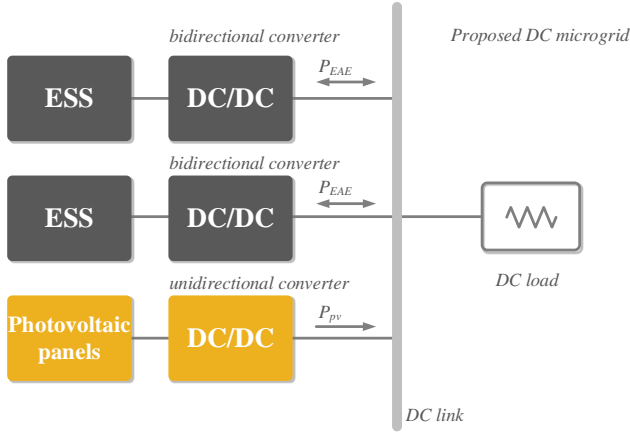 bidirectional converter
Proposed DC microgrid
P_EAE
ESS
DC/DC
bidirectional converter
P_EAE
ESS
DC/DC
DC load
unidirectional converter
P_pv
Photovoltaic
panels
DC/DC
DC link